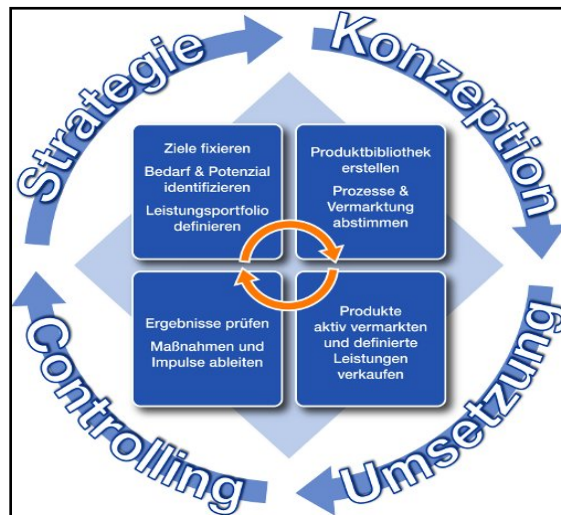 Strategie
Konzeption
Ziele fixieren
Bedarf & Potenzial
identifizieren
Leistungsportfolio
definieren
Produktbibliothek
erstellen
Prozesse &
Vermarktung
abstimmen
Ergebnisse prüfen
Maßnahmen und
Impulse ableiten
Produkte
aktiv vermarkten
und definierte
Leistungen
verkaufen
Controlling
Umsetzung